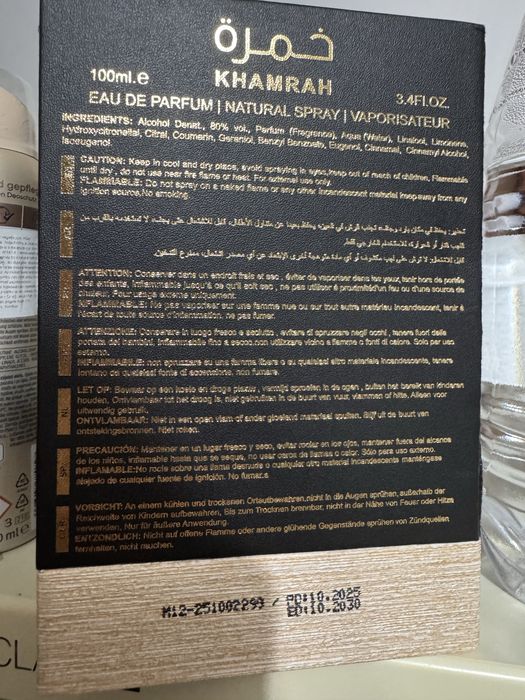 خمرة
100ml.e
KHAMRAH
3.4FLOZ.
EAU DE PARFUM | NATURAL SPRAY | VAPORISATEUR
INGREDIENTS: Alcohol Denat., 80% vol., Parfum (Fragrance), Aqua (Water), Linalool, Limonene,
Hydroxycitronellal, Citral, Coumarin, Geraniol, Benzyl Benzoate, Eugenol, Cinnamal, Cinnamyl Alcohol,
Isoeugenol.
CAUTION: Keep in cool and dry place, avoid spraying in eyes, keep out of reach of children, Flammable
until dry, do not use near fire flame or heat. For external use only.
FLAMMABLE: Do not spray on a naked flame or any other incandescent material keep away from any
ignition source. No smoking.
ATTENTION: Conserver dans un endroit frais et sec, éviter de vaporiser dans les yeux, tenir hors de portée
des enfants, Inflammable jusqu'à ce qu'il soit sec, ne pas utiliser à proximité d'un feu ou d'une source de
chaleur. Pour usage externe uniquement.
INFLAMMABLE: Ne pas vaporiser sur une flamme nue ou sur tout autre matériau incandescent, tenir à
l'écart de toute source d'inflammation, ne pas fumer.
ATTENZIONE: Conservare in luogo fresco e asciutto, evitare di spruzzare negli occhi, tenere fuori dalla
portata dei bambini, Infiammabile fino a secco, non utilizzare vicino a fiamme o fonti di calore. Solo per uso
esterno.
INFIAMMABILE: non spruzzare su una fiamma libera o su qualsiasi altro materiale incandescente, tenere
lontano da qualsiasi fonte di accensione, non fumare.
NL
LET OP: Bewaar op een koele en droge plaats, vermijd sproeien in de ogen, buiten het bereik van kinderen
houden, Ontvlambaar tot het droog is, niet gebruiken in de buurt van vuur, vlammen of hitte, Alleen voor
uitwendig gebruik.
ONTVLAMBAAR: Niet in een open vlam of ander gloeiend materiaal spuiten. Blijf uit de buurt van
ontstekingsbronnen, Niet roken.
SP
PRECAUCIÓN: Mantener en un lugar fresco y seco, evitar rociar en los ojos, mantener fuera del alcance
de los niños, inflamable hasta que se seque, no usar cerca de llamas o calor. Sólo para uso externo.
INFLAMABLE: No rocíe sobre una llama desnuda o cualquier otro material incandescente manténgase
alejado de cualquier fuente de ignición. No fumar.
VORSICHT: An einem kühlen und trockenen Ort aufbewahren, nicht in die Augen sprühen, außerhalb der
Reichweite von Kindern aufbewahren, Bis zum Trocknen brennbar, nicht in der Nähe von Feuer oder Hitze
verwenden, Nur für äußere Anwendung.
ENTZÜNDLICH: Nicht auf offene Flamme oder andere glühende Gegenstände sprühen von Zündquellen
fernhalten, nicht rauchen.
M12-251002299 / PD:10.2025
ED:10.2030